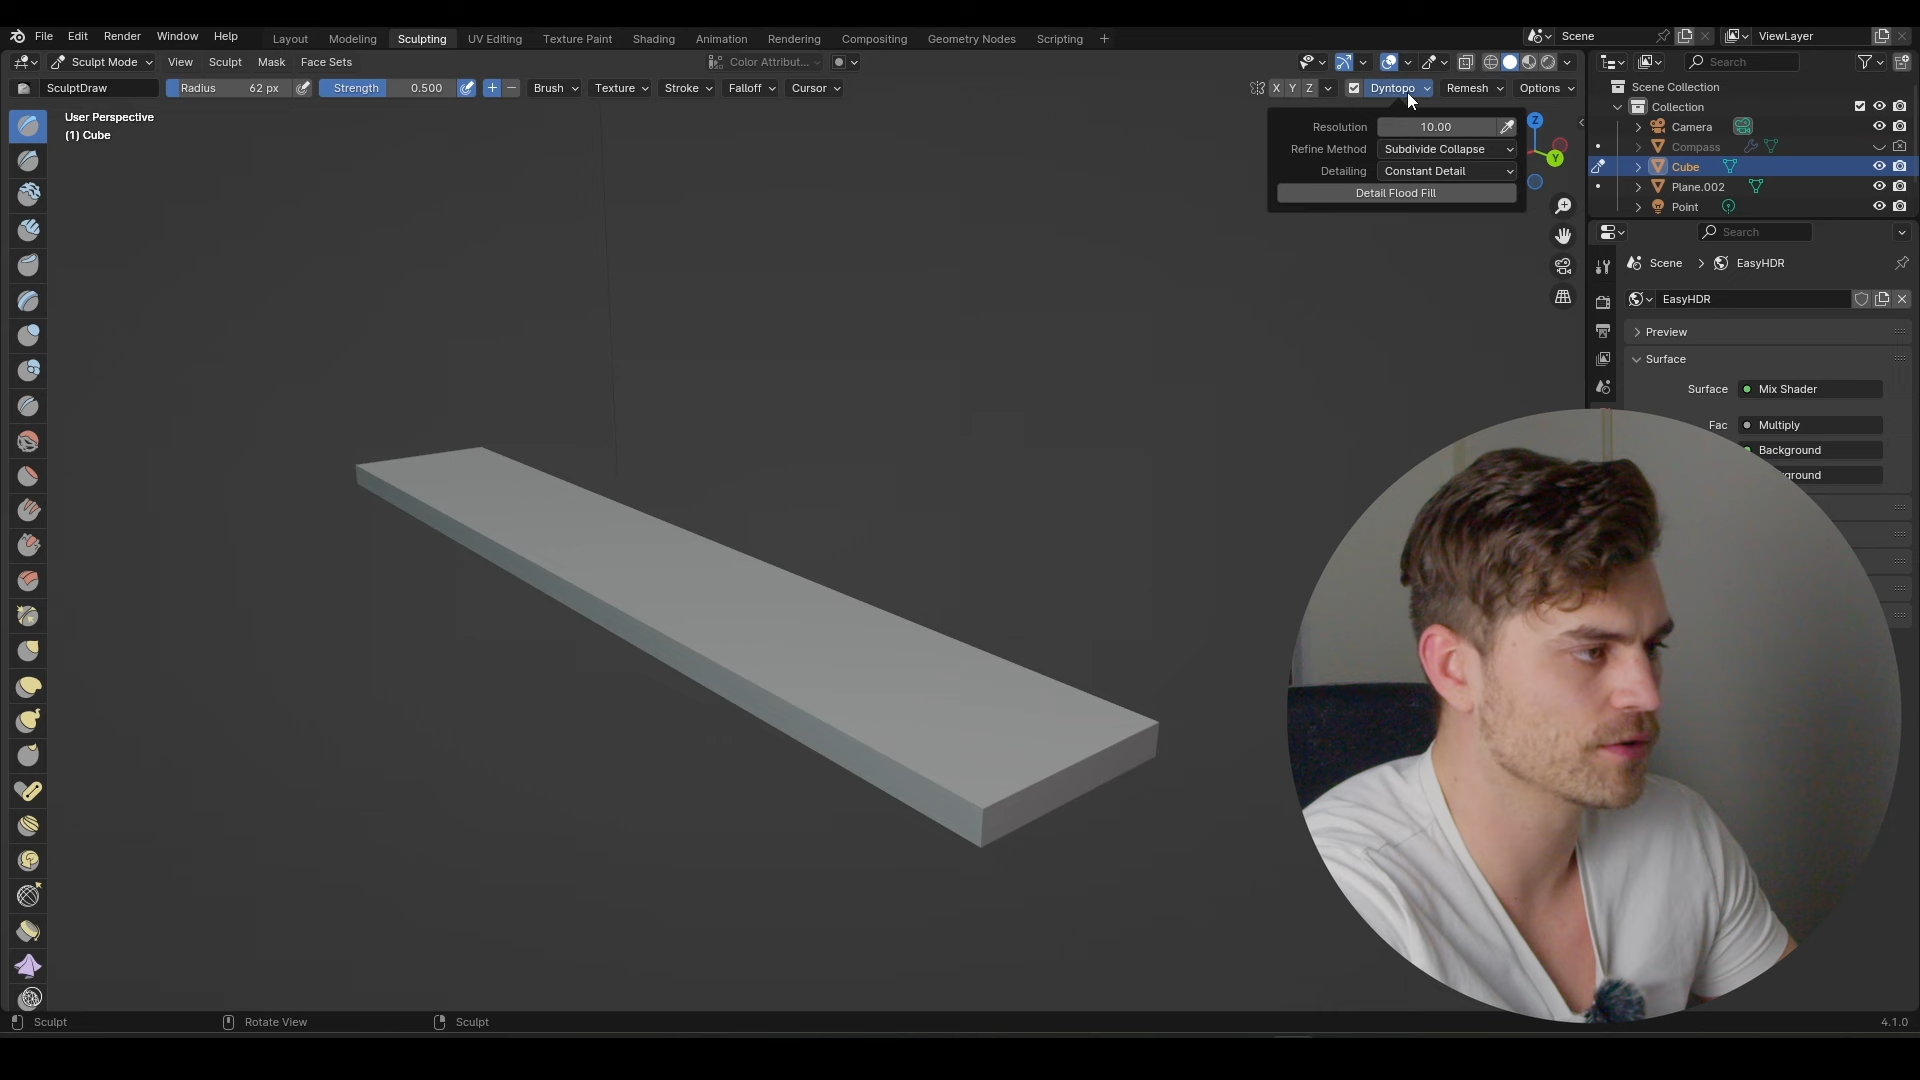 File Edit Render Window Help Layout Modeling Sculpting UV Editing Texture Paint Shading Animation Rendering Compositing Geometry Nodes Scripting + Scene ViewLayer
Sculpt Mode View Sculpt Mask Face Sets Color Attribut... Search
SculptDraw Radius 62 px Strength 0.500 Brush Texture Stroke Falloff Cursor X Y Z Dyntopo Remesh Options
Scene Collection
Collection
Camera
Compass
Cube
Plane.002
Point
User Perspective
(1) Cube
Resolution 10.00
Refine Method Subdivide Collapse
Detailing Constant Detail
Detail Flood Fill
Z
Y
Search
Scene > EasyHDR
EasyHDR
Preview
Surface
Surface Mix Shader
Fac Multiply
Background
ground
Sculpt Rotate View Sculpt 4.1.0